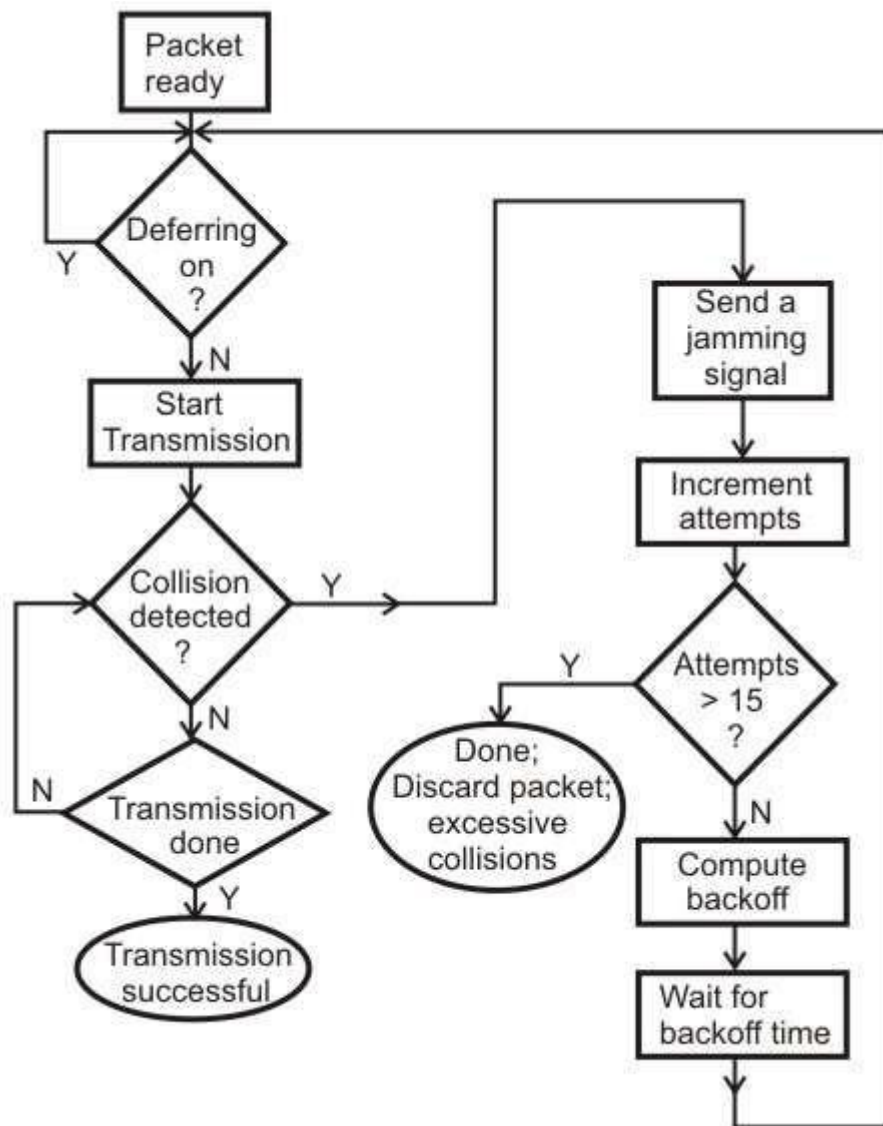 Packet
ready
Deferring
on
?
Y
N
Start
Transmission
Collision
detected
?
Y
N
Transmission
done
N
Y
Transmission
successful
Send a
jamming
signal
Increment
attempts
Attempts
> 15
?
Y
Done;
Discard packet;
excessive
collisions
N
Compute
backoff
Wait for
backoff time